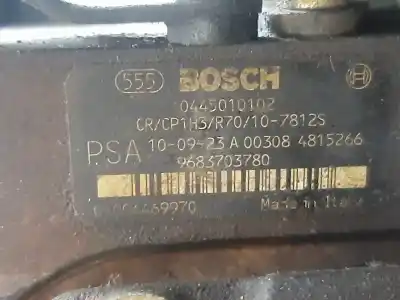 555 BOSCH
0445010102
CR/CP1H3/R70/10-7812S
PSA 10-09-23 A 00308 4815266
9683703780
Made in Italy